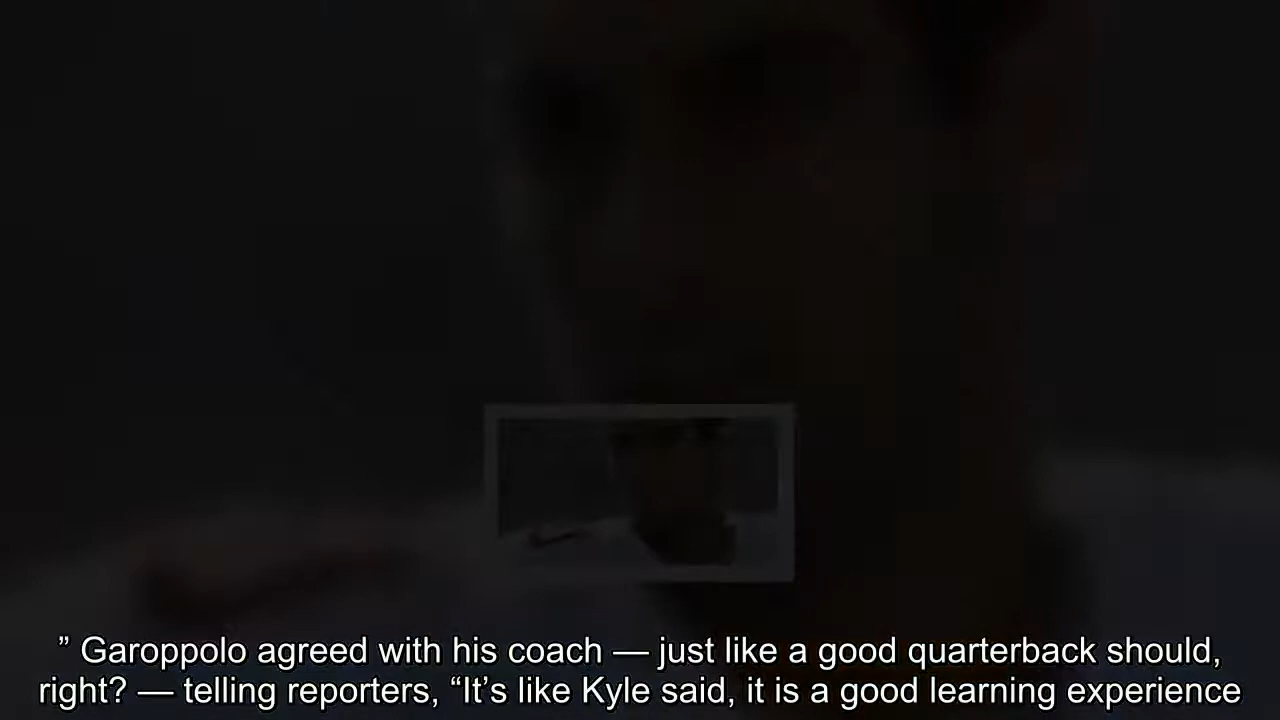 ” Garoppolo agreed with his coach — just like a good quarterback should,
right? — telling reporters, “It’s like Kyle said, it is a good learning experience